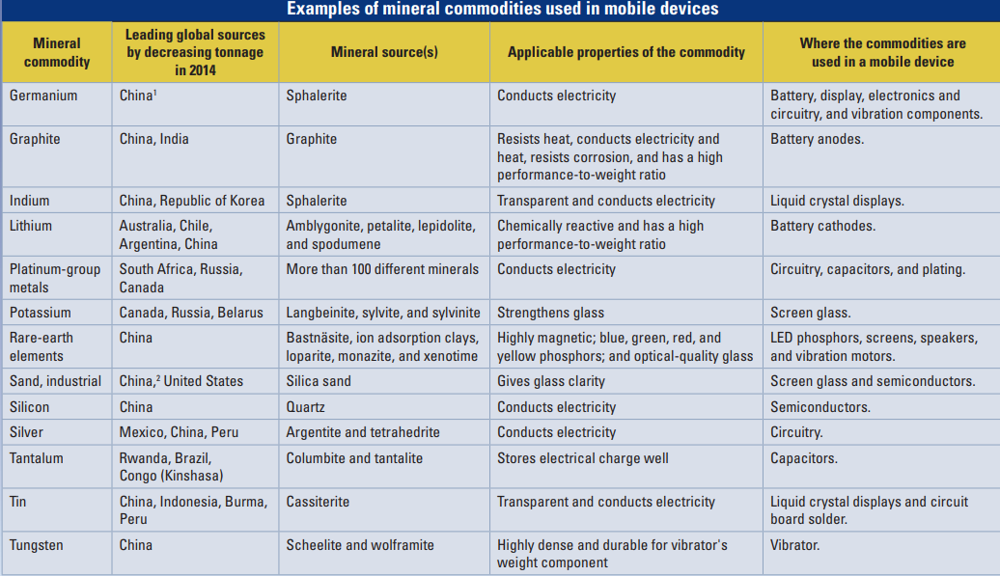 Examples of mineral commodities used in mobile devices
Mineral
commodity
Leading global sources
by decreasing tonnage
in 2014
Mineral source(s)
Applicable properties of the commodity
Where the commodities are
used in a mobile device
Germanium
China¹
Sphalerite
Conducts electricity
Battery, display, electronics and
circuitry, and vibration components.
Graphite
China, India
Graphite
Resists heat, conducts electricity and
heat, resists corrosion, and has a high
performance-to-weight ratio
Battery anodes.
Indium
China, Republic of Korea
Sphalerite
Transparent and conducts electricity
Liquid crystal displays.
Lithium
Australia, Chile,
Argentina, China
Amblygonite, petalite, lepidolite,
and spodumene
Chemically reactive and has a high
performance-to-weight ratio
Battery cathodes.
Platinum-group
metals
South Africa, Russia,
Canada
More than 100 different minerals
Conducts electricity
Circuitry, capacitors, and plating.
Potassium
Canada, Russia, Belarus
Langbeinite, sylvite, and sylvinite
Strengthens glass
Screen glass.
Rare-earth
elements
China
Bastnäsite, ion adsorption clays,
loparite, monazite, and xenotime
Highly magnetic; blue, green, red, and
yellow phosphors; and optical-quality glass
LED phosphors, screens, speakers,
and vibration motors.
Sand, industrial
China,² United States
Silica sand
Gives glass clarity
Screen glass and semiconductors.
Silicon
China
Quartz
Conducts electricity
Semiconductors.
Silver
Mexico, China, Peru
Argentite and tetrahedrite
Conducts electricity
Circuitry.
Tantalum
Rwanda, Brazil,
Congo (Kinshasa)
Columbite and tantalite
Stores electrical charge well
Capacitors.
Tin
China, Indonesia, Burma,
Peru
Cassiterite
Transparent and conducts electricity
Liquid crystal displays and circuit
board solder.
Tungsten
China
Scheelite and wolframite
Highly dense and durable for vibrator's
weight component
Vibrator.